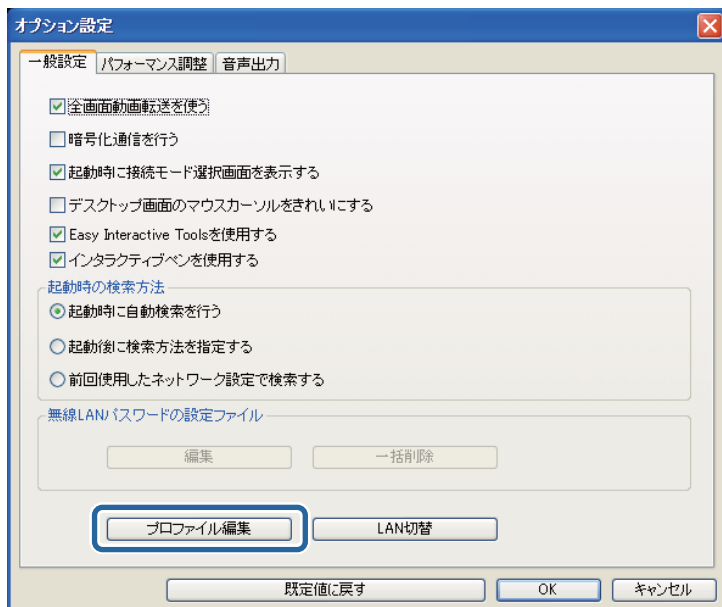 オプション設定
一般設定 パフォーマンス調整 音声出力
全画面動画転送を使う
暗号化通信を行う
起動時に接続モード選択画面を表示する
デスクトップ画面のマウスカーソルをきれいにする
Easy Interactive Toolsを使用する
インタラクティブペンを使用する
起動時の検索方法
起動時に自動検索を行う
起動後に検索方法を指定する
前回使用したネットワーク設定で検索する
無線LANパスワードの設定ファイル
編集 一括削除
プロファイル編集 LAN切替
既定値に戻す OK キャンセル